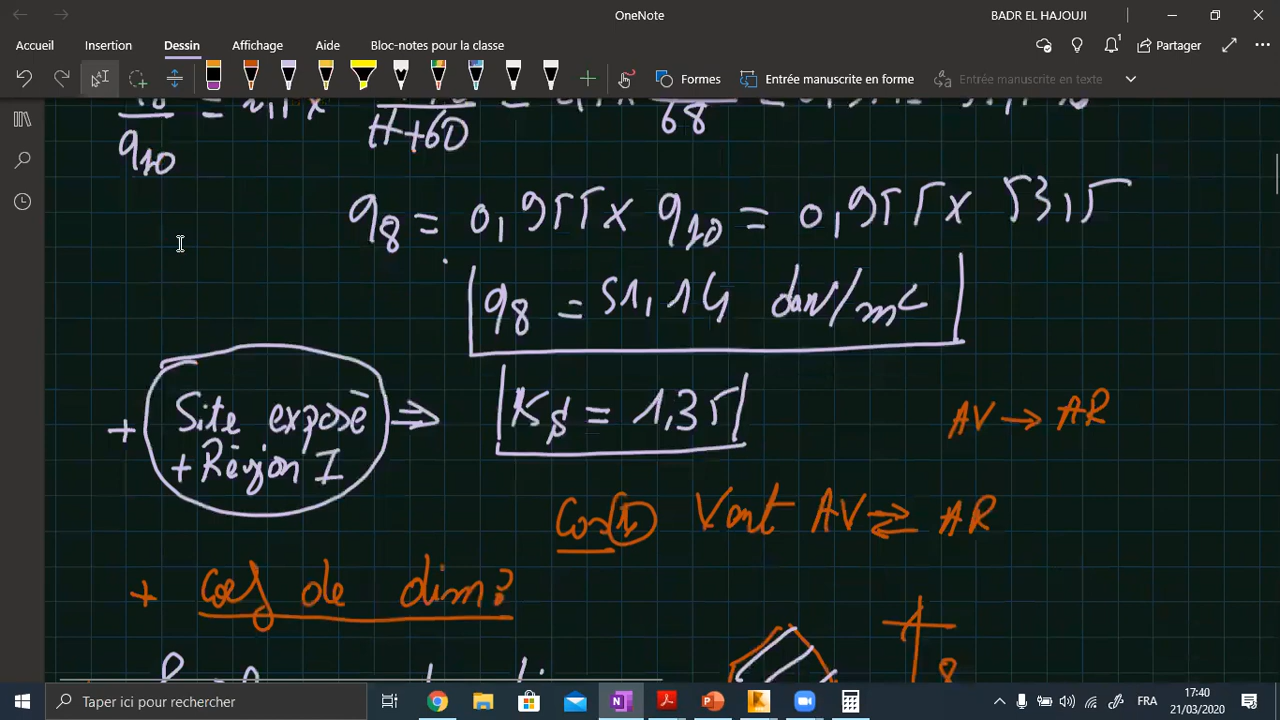 OneNote
BADR EL HAJOUJI
Accueil Insertion Dessin Affichage Aide Bloc-notes pour la classe Partager
Formes Entrée manuscrite en forme Entrée manuscrite en texte
q10 H+60 68
q8 = 0,955 x q10 = 0,955 x 53,5
q8 = 51,14 daN/m²
+ Site exposé ⇒ Ks = 1,35 AV → AR
+ Région I
Cas 1 Vent AV ⇄ AR
+ Coef de dim?
8
Taper ici pour rechercher
FRA
17:40
21/03/2020